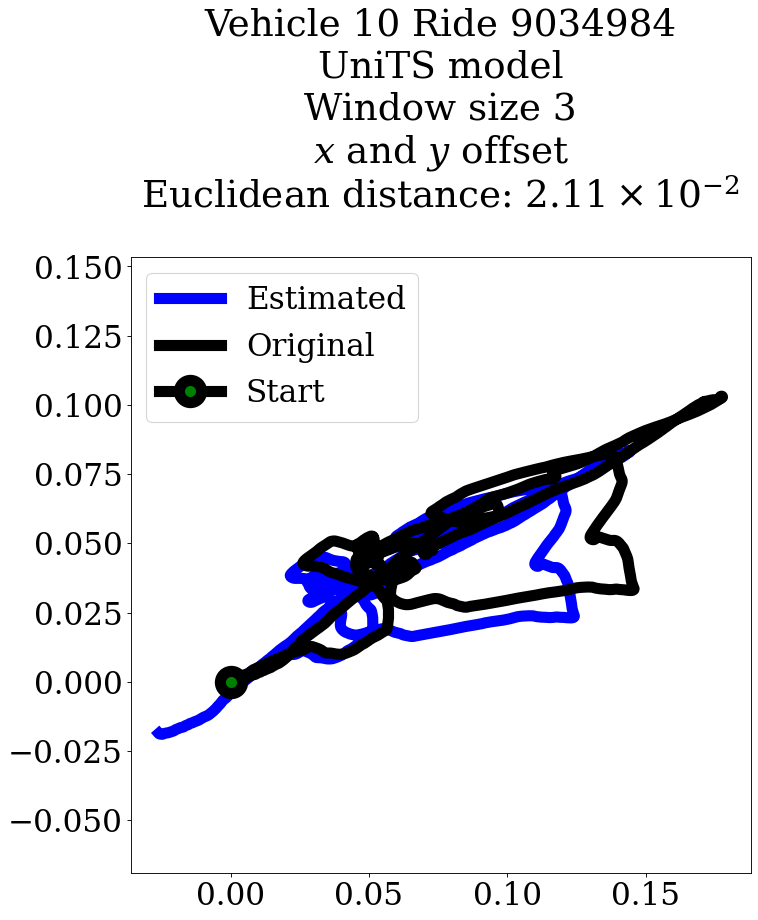 Vehicle 10 Ride 9034984
UniTS model
Window size 3
x and y offset
Euclidean distance: 2.11 × 10⁻²
0.150
0.125
0.100
0.075
0.050
0.025
0.000
−0.025
−0.050
Estimated
Original
Start
0.00 0.05 0.10 0.15